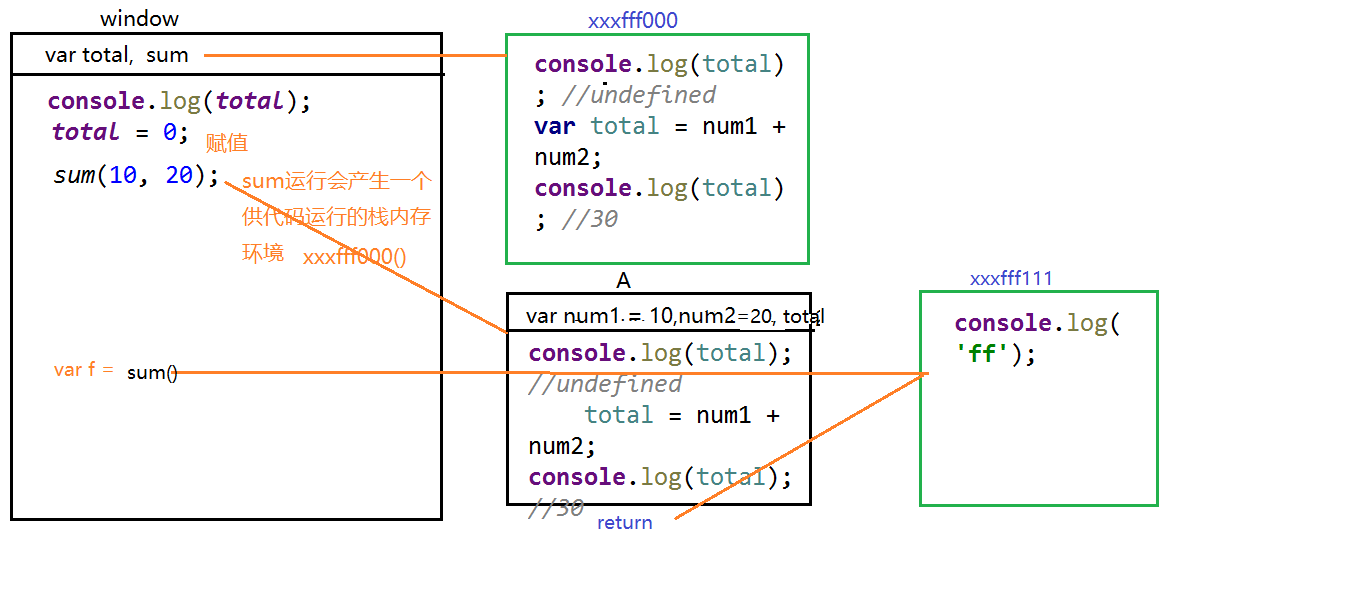 window
var total, sum
console.log(total);
total = 0; 赋值
sum(10, 20);
sum运行会产生一个
供代码运行的栈内存
环境 xxxfff000()
var f = sum()
xxxfff000
console.log(total)
; //undefined
var total = num1 +
num2;
console.log(total)
; //30
A
var num1 = 10,num2=20, total
console.log(total);
//undefined
total = num1 +
num2;
console.log(total);
//30
return
xxxfff111
console.log(
'ff');